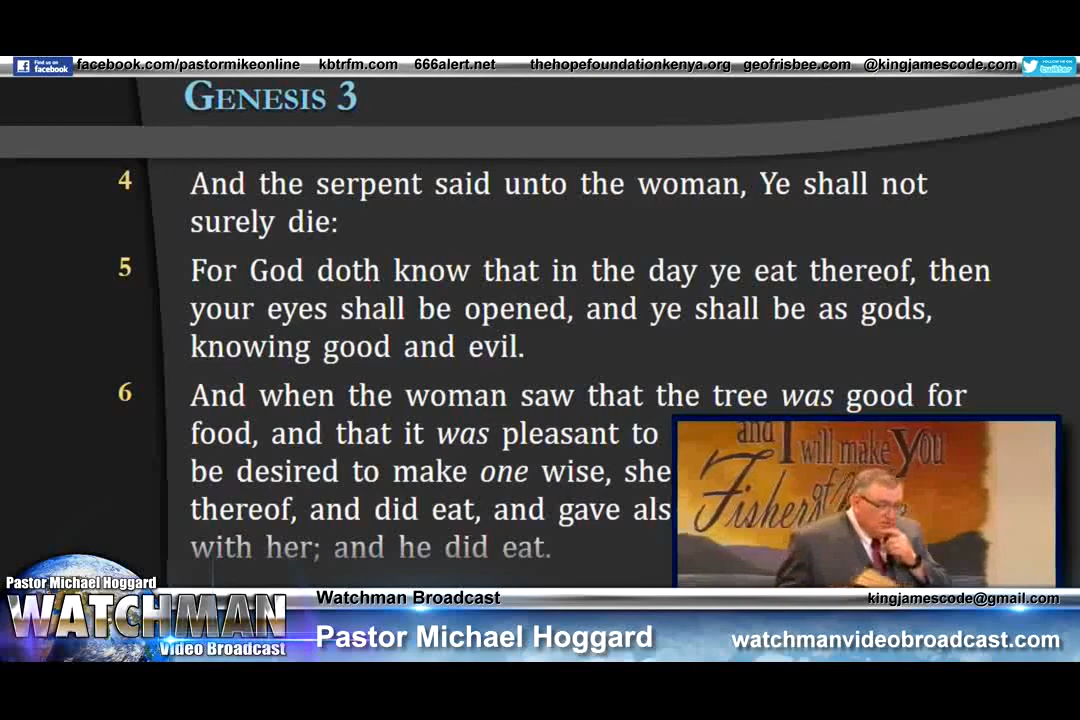 Find us on facebook facebook.com/pastormikeonline kbtrfm.com 666alert.net thehopefoundationkenya.org geofrisbee.com @kingjamescode.com FOLLOW ME ON twitter
GENESIS 3
4 And the serpent said unto the woman, Ye shall not
surely die:
5 For God doth know that in the day ye eat thereof, then
your eyes shall be opened, and ye shall be as gods,
knowing good and evil.
6 And when the woman saw that the tree was good for
food, and that it was pleasant to
be desired to make one wise, she
thereof, and did eat, and gave als
with her; and he did eat.
and I will make You
Fishers of
Pastor Michael Hoggard
WATCHMAN
Video Broadcast
Watchman Broadcast
kingjamescode@gmail.com
Pastor Michael Hoggard
watchmanvideobroadcast.com